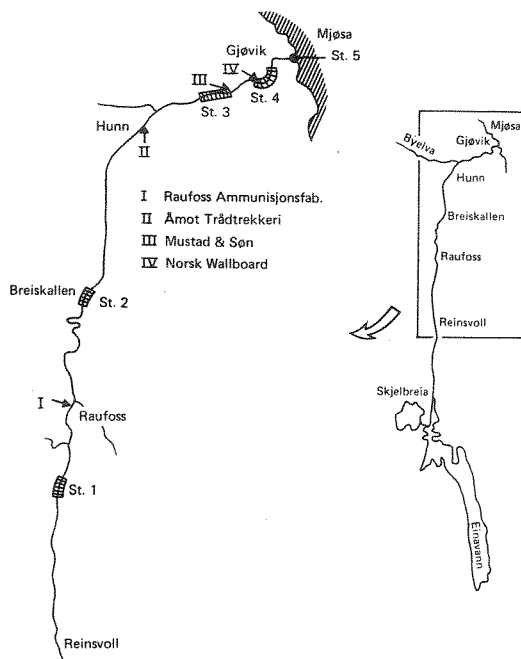 Mjøsa
Gjøvik
St. 5
IV
III
St. 4
St. 3
Hunn
II
I Raufoss Ammunisjonsfab.
II Åmot Trådtrekkeri
III Mustad & Søn
IV Norsk Wallboard
Breiskallen
St. 2
I
Raufoss
St. 1
Reinsvoll
Mjøsa
Gjøvik
Byelva
Hunn
Breiskallen
Raufoss
Reinsvoll
Skjelbreia
Einavann